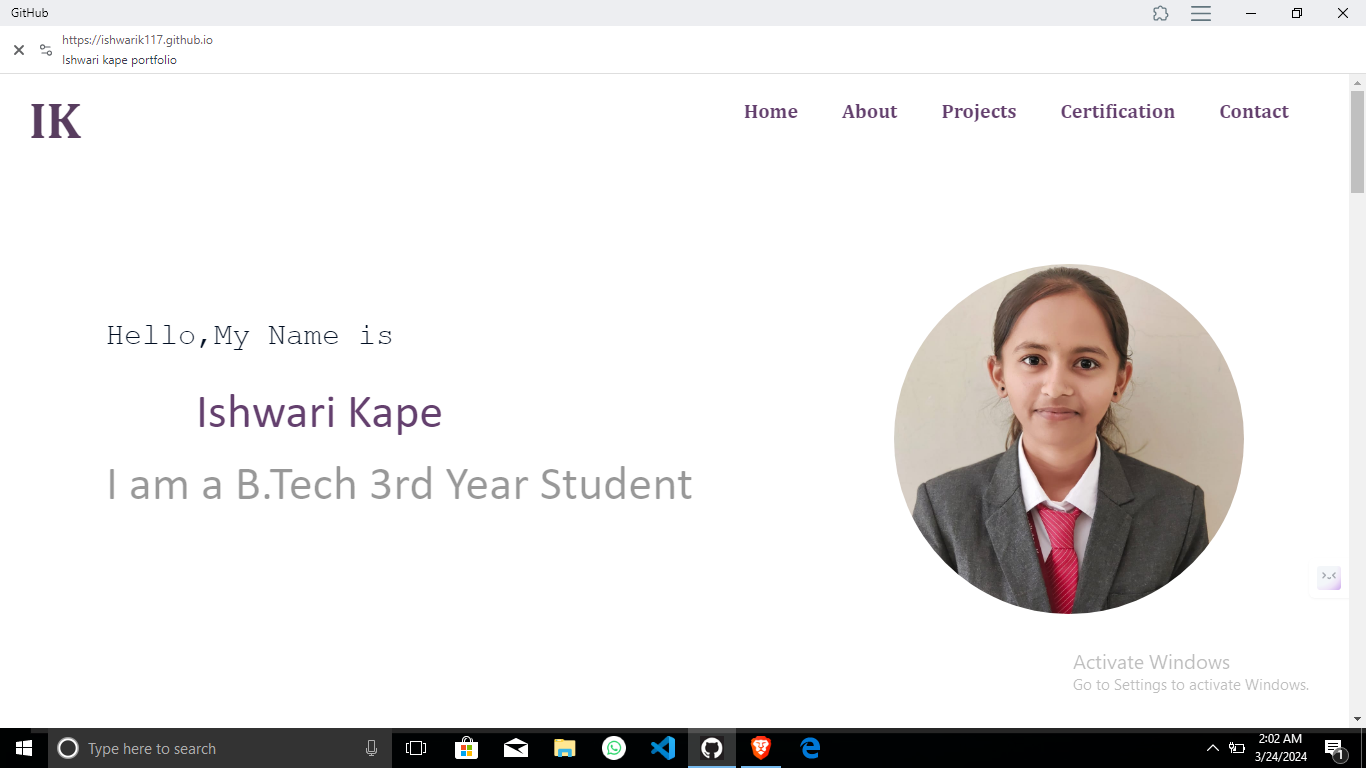 GitHub
https://ishwarik117.github.io
Ishwari kape portfolio
IK
Home About Projects Certification Contact
Hello,My Name is
Ishwari Kape
I am a B.Tech 3rd Year Student
Activate Windows
Go to Settings to activate Windows.
Type here to search
2:02 AM
3/24/2024
1